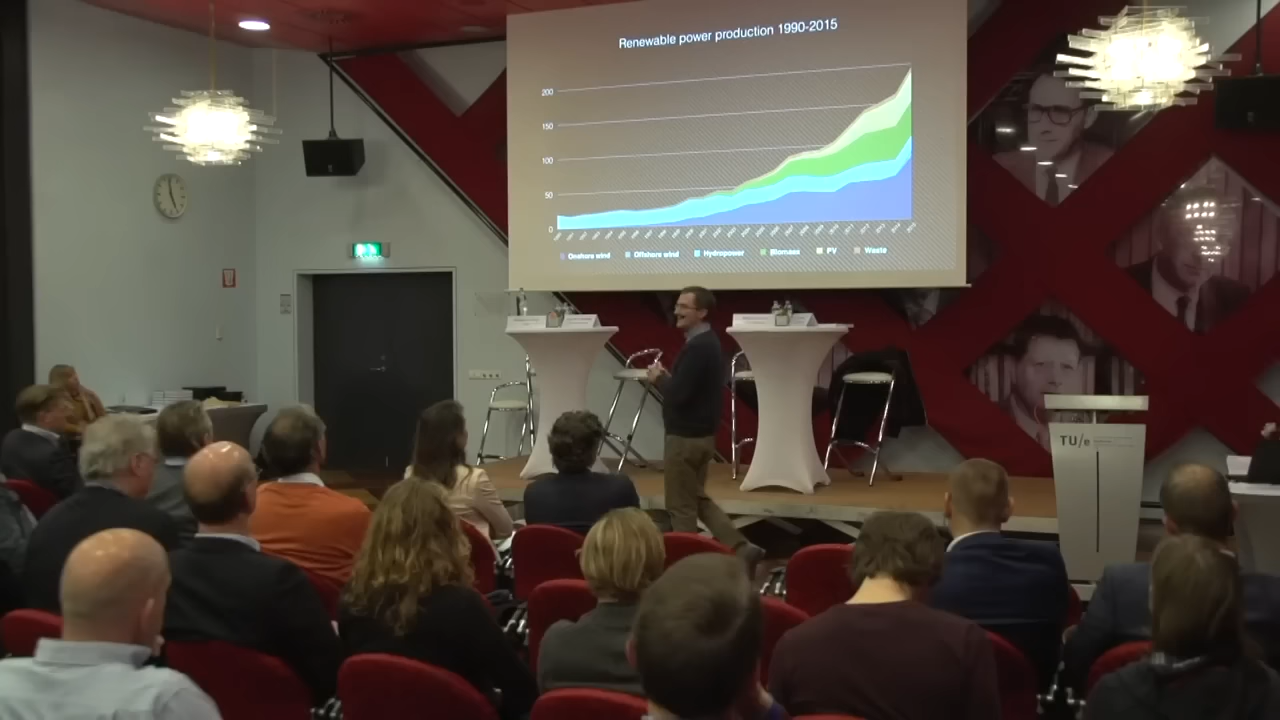 Renewable power production 1990-2015
200
150
100
50
0
Onshore wind
Offshore wind
Hydropower
Biomass
PV
Waste
TU/e